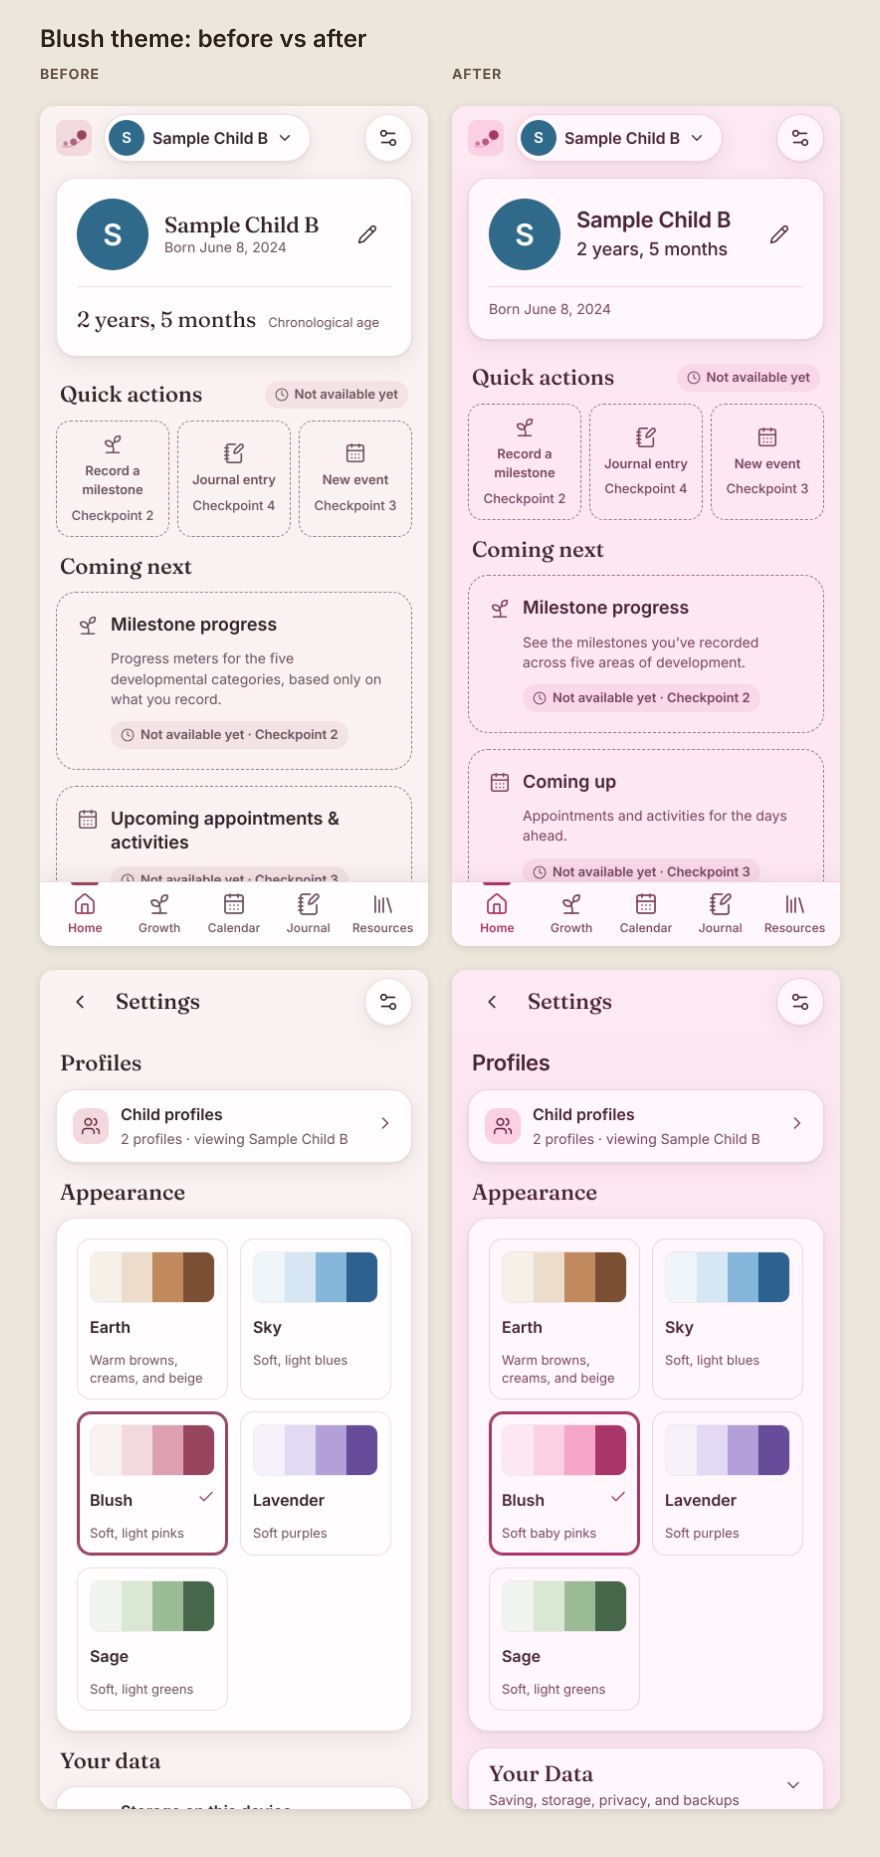 Blush theme: before vs after
BEFORE
S
Sample Child B
S
Sample Child B
Born June 8, 2024
2 years, 5 months Chronological age
Quick actions
Not available yet
Record a
milestone
Checkpoint 2
Journal entry
Checkpoint 4
New event
Checkpoint 3
Coming next
Milestone progress
Progress meters for the five
developmental categories, based only on
what you record.
Not available yet · Checkpoint 2
Upcoming appointments &
activities
Not available yet · Checkpoint 3
Home
Growth
Calendar
Journal
Resources
AFTER
S
Sample Child B
S
Sample Child B
2 years, 5 months
Born June 8, 2024
Quick actions
Not available yet
Record a
milestone
Checkpoint 2
Journal entry
Checkpoint 4
New event
Checkpoint 3
Coming next
Milestone progress
See the milestones you’ve recorded
across five areas of development.
Not available yet · Checkpoint 2
Coming up
Appointments and activities for the days
ahead.
Not available yet · Checkpoint 3
Home
Growth
Calendar
Journal
Resources
Settings
Profiles
Child profiles
2 profiles · viewing Sample Child B
Appearance
Earth
Warm browns,
creams, and beige
Sky
Soft, light blues
Blush
Soft, light pinks
Lavender
Soft purples
Sage
Soft, light greens
Your data
Storage on this device
Settings
Profiles
Child profiles
2 profiles · viewing Sample Child B
Appearance
Earth
Warm browns,
creams, and beige
Sky
Soft, light blues
Blush
Soft baby pinks
Lavender
Soft purples
Sage
Soft, light greens
Your Data
Saving, storage, privacy, and backups